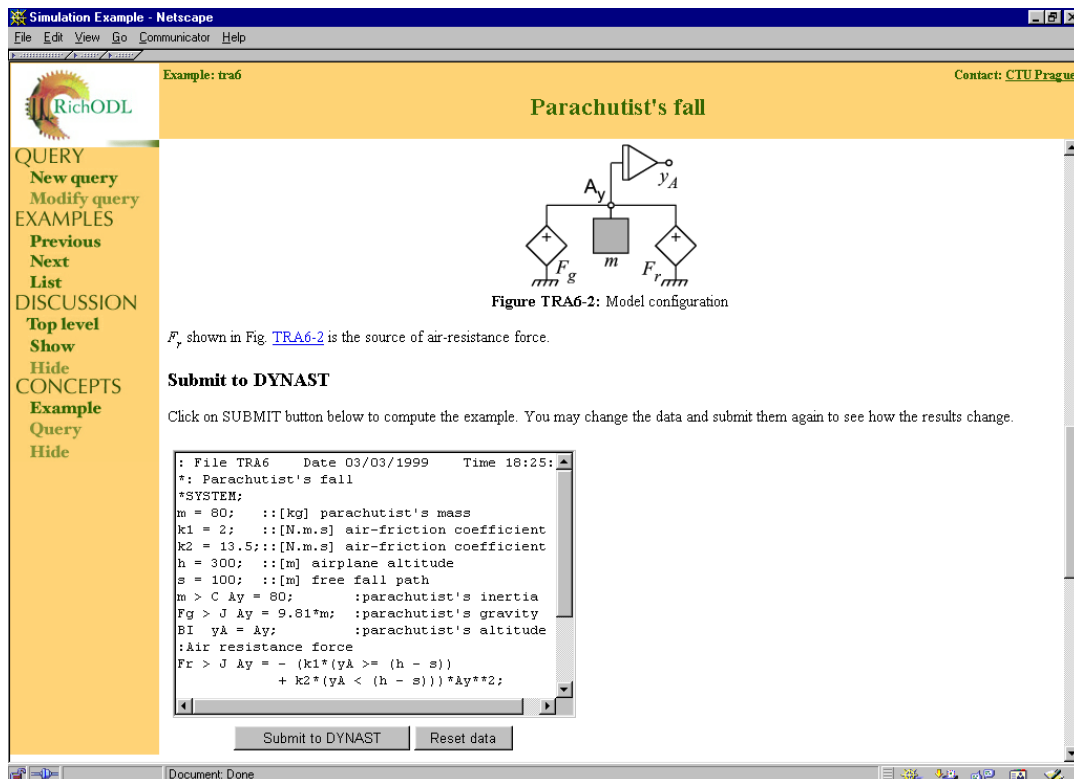 Simulation Example - Netscape
File Edit View Go Communicator Help
RichODL
Example: tra6
Contact: CTU Prague
Parachutist's fall
QUERY
New query
Modify query
EXAMPLES
Previous
Next
List
DISCUSSION
Top level
Show
Hide
CONCEPTS
Example
Query
Hide
yA
Ay
+ +
Fg m Fr
Figure TRA6-2: Model configuration
Fr shown in Fig. TRA6-2 is the source of air-resistance force.
Submit to DYNAST
Click on SUBMIT button below to compute the example. You may change the data and submit them again to see how the results change.
: File TRA6 Date 03/03/1999 Time 18:25:
*: Parachutist's fall
*SYSTEM;
m = 80; ::[kg] parachutist's mass
k1 = 2; ::[N.m.s] air-friction coefficient
k2 = 13.5;::[N.m.s] air-friction coefficient
h = 300; ::[m] airplane altitude
s = 100; ::[m] free fall path
m > C Ay = 80; :parachutist's inertia
Fg > J Ay = 9.81*m; :parachutist's gravity
BI yA = Ay; :parachutist's altitude
:Air resistance force
Fr > J Ay = - (k1*(yA >= (h - s))
+ k2*(yA < (h - s)))*Ay**2;
Submit to DYNAST Reset data
Document: Done